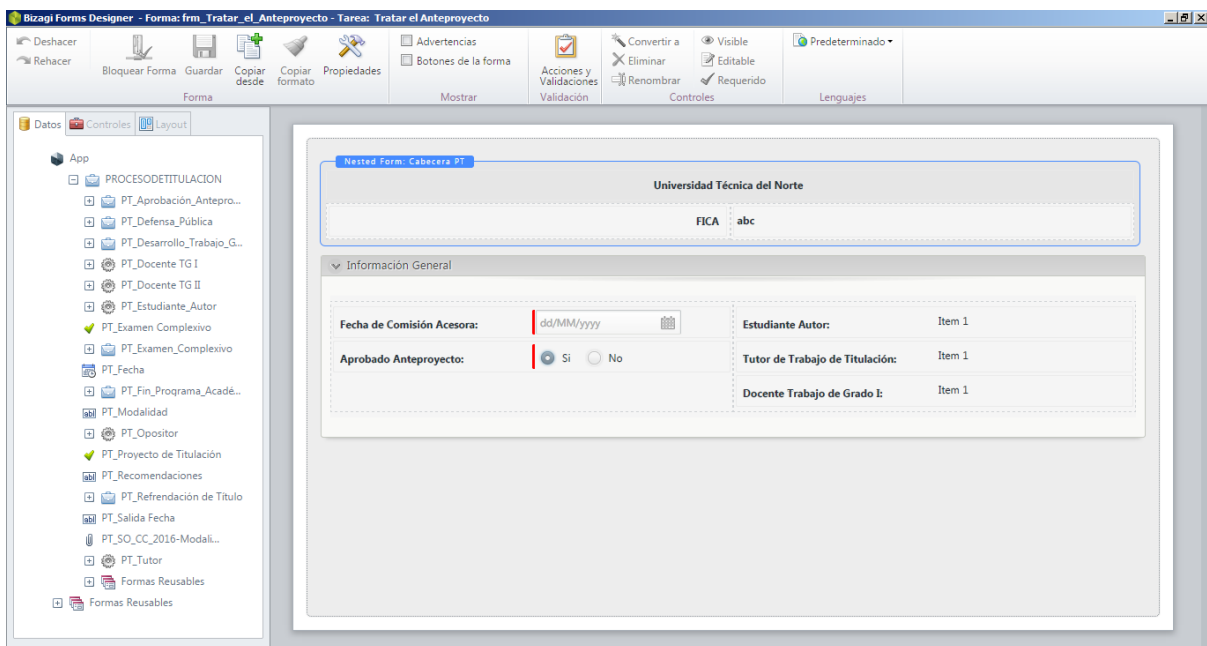 Bizagi Forms Designer - Forma: frm_Tratar_el_Anteproyecto - Tarea: Tratar el Anteproyecto
Deshacer
Rehacer
Bloquear Forma
Guardar
Copiar desde
Forma
Copiar formato
Propiedades
Advertencias
Botones de la forma
Mostrar
Acciones y Validaciones
Validación
Convertir a
Eliminar
Renombrar
Visible
Editable
Requerido
Controles
Predeterminado
Lenguajes
Datos
Controles
Layout
App
PROCESODETITULACION
PT_Aprobación_Antepro...
PT_Defensa_Pública
PT_Desarrollo_Trabajo_G...
PT_Docente TG I
PT_Docente TG II
PT_Estudiante_Autor
PT_Examen Complexivo
PT_Examen_Complexivo
PT_Fecha
PT_Fin_Programa_Acadé...
PT_Modalidad
PT_Opositor
PT_Proyecto de Titulación
PT_Recomendaciones
PT_Refrendación de Título
PT_Salida Fecha
PT_SO_CC_2016-Modali...
PT_Tutor
Formas Reusables
Formas Reusables
Nested Form: Cabecera PT
Universidad Técnica del Norte
FICA abc
Información General
Fecha de Comisión Acesora: dd/MM/yyyy
Aprobado Anteproyecto: Si No
Estudiante Autor: Item 1
Tutor de Trabajo de Titulación: Item 1
Docente Trabajo de Grado I: Item 1